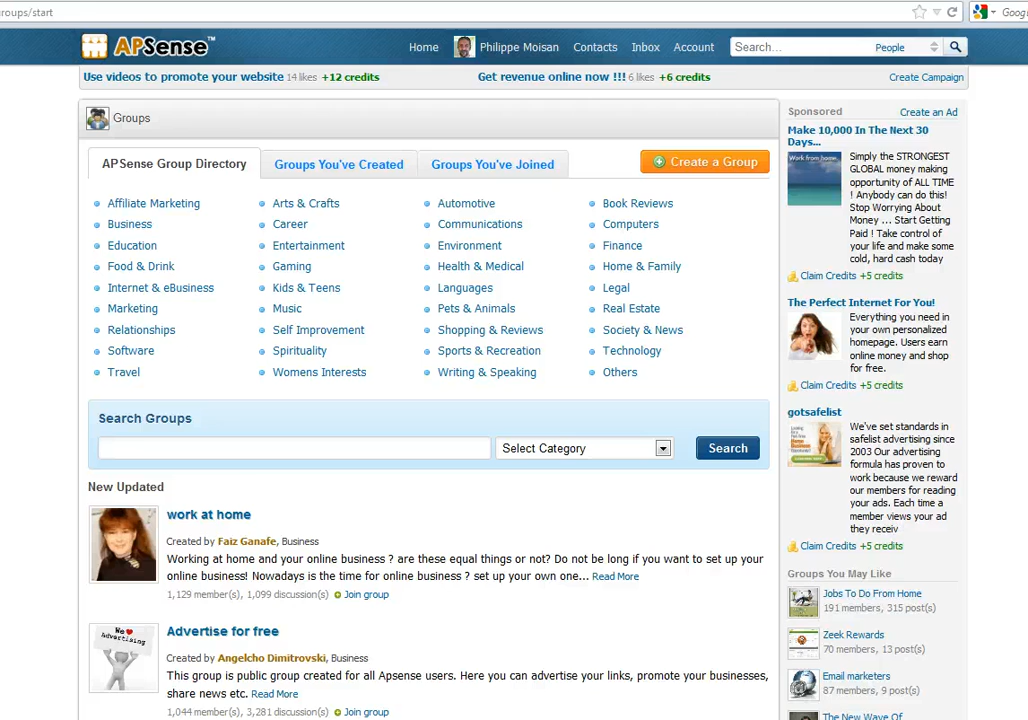 roups/start
Goog
APSense™
Home
Philippe Moisan
Contacts
Inbox
Account
Search...
People
Use videos to promote your website 14 likes +12 credits
Get revenue online now !!! 6 likes +6 credits
Create Campaign
Groups
APSense Group Directory
Groups You've Created
Groups You've Joined
Create a Group
Affiliate Marketing
Arts & Crafts
Automotive
Book Reviews
Business
Career
Communications
Computers
Education
Entertainment
Environment
Finance
Food & Drink
Gaming
Health & Medical
Home & Family
Internet & eBusiness
Kids & Teens
Languages
Legal
Marketing
Music
Pets & Animals
Real Estate
Relationships
Self Improvement
Shopping & Reviews
Society & News
Software
Spirituality
Sports & Recreation
Technology
Travel
Womens Interests
Writing & Speaking
Others
Search Groups
Select Category
Search
New Updated
work at home
Created by Faiz Ganafe, Business
Working at home and your online business ? are these equal things or not? Do not be long if you want to set up your
online business! Nowadays is the time for online business ? set up your own one... Read More
1,129 member(s), 1,099 discussion(s) Join group
We Advertising
Advertise for free
Created by Angelcho Dimitrovski, Business
This group is public group created for all Apsense users. Here you can advertise your links, promote your businesses,
share news etc. Read More
1,044 member(s), 3,281 discussion(s) Join group
Sponsored
Create an Ad
Make 10,000 In The Next 30
Days...
Work from home
Simply the STRONGEST
GLOBAL money making
opportunity of ALL TIME
! Anybody can do this!
Stop Worrying About
Money ... Start Getting
Paid ! Take control of
your life and make some
cold, hard cash today
Claim Credits +5 credits
The Perfect Internet For You!
Everything you need in
your own personalized
homepage. Users earn
online money and shop
for free.
Claim Credits +5 credits
gotsafelist
We've set standards in
safelist advertising since
2003 Our advertising
formula has proven to
work because we reward
our members for reading
your ads. Each time a
member views your ad
they receiv
Claim Credits +5 credits
Groups You May Like
Jobs To Do From Home
191 members, 315 post(s)
Zeek Rewards
70 members, 13 post(s)
Email marketers
87 members, 9 post(s)
The New Wave Of